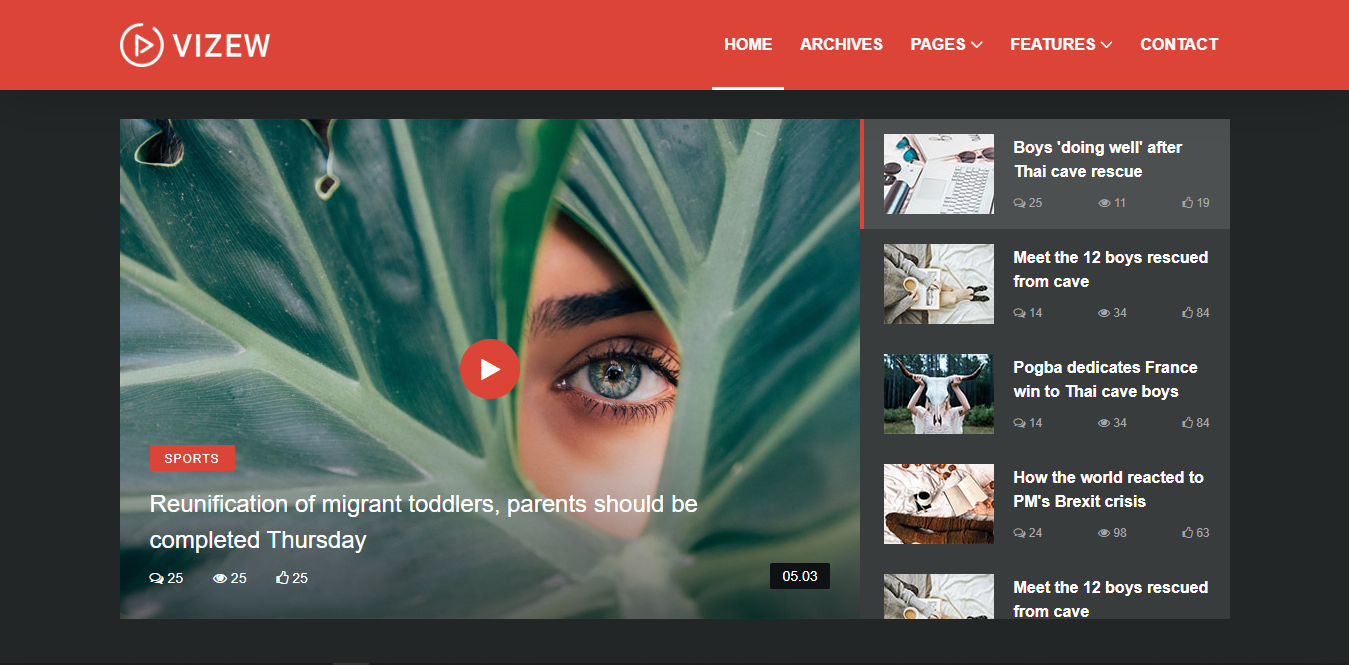 VIZEW
HOME
ARCHIVES
PAGES
FEATURES
CONTACT
SPORTS
Reunification of migrant toddlers, parents should be
completed Thursday
25 25 25
05.03
Boys 'doing well' after
Thai cave rescue
25 11 19
Meet the 12 boys rescued
from cave
14 34 84
Pogba dedicates France
win to Thai cave boys
14 34 84
How the world reacted to
PM's Brexit crisis
24 98 63
Meet the 12 boys rescued
from cave